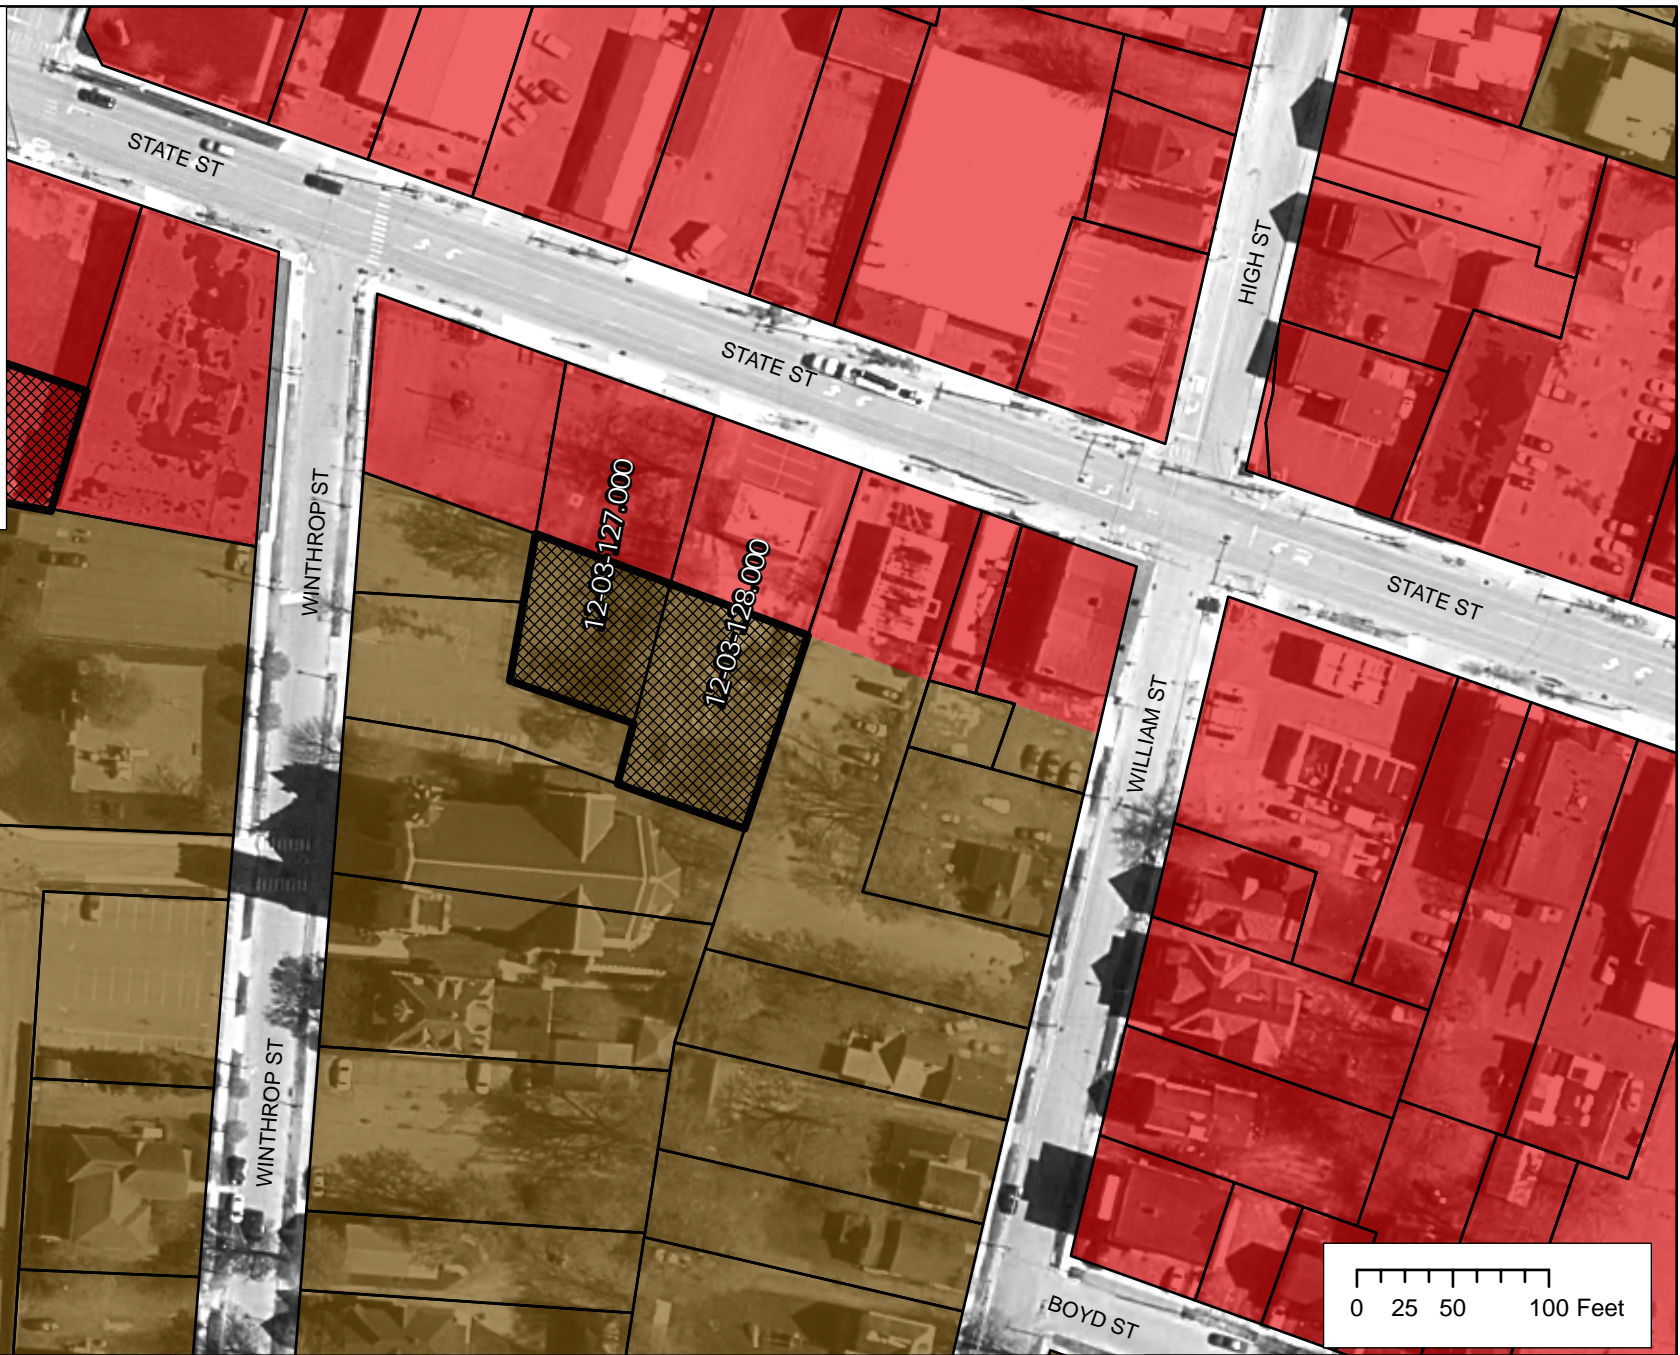 STATE ST
HIGH ST
STATE ST
WINTHROP ST
12-03-127.000
12-03-128.000
STATE ST
WILLIAM ST
WINTHROP ST
BOYD ST
0 25 50 100 Feet